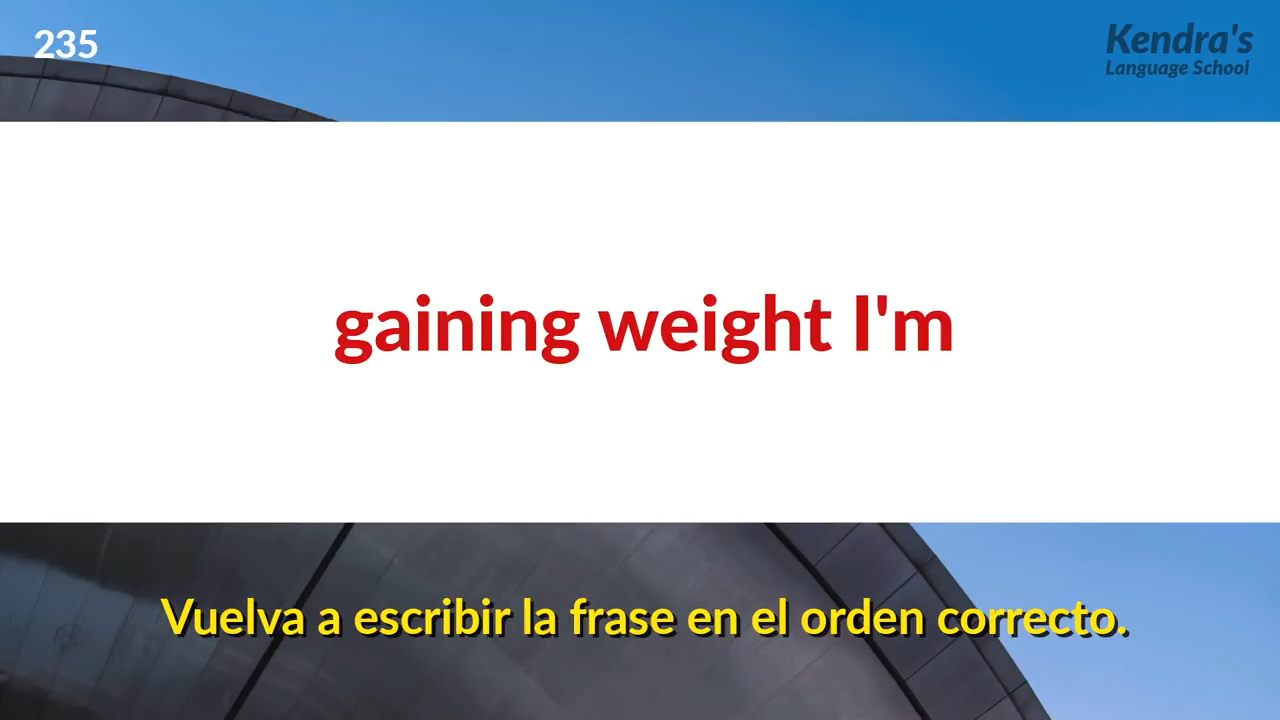 235
Kendra's
Language School
gaining weight I'm
Vuelva a escribir la frase en el orden correcto.